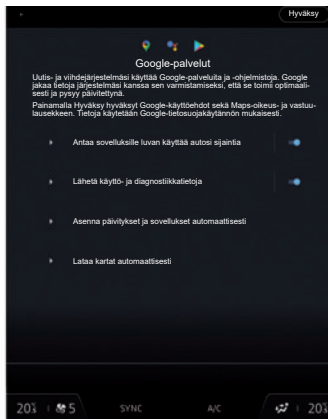 Hyväksy
Google-palvelut
Uutis- ja viihdejärjestelmäsi käyttää Google-palveluita ja -ohjelmistoja. Google
jakaa tietoja järjestelmäsi kanssa sen varmistamiseksi, että se toimii optimaali-
sesti ja pysyy päivitettynä.
Painamalla Hyväksy hyväksyt Google-käyttöehdot sekä Maps-oikeus- ja vastuu-
lausekkeen. Tietoja käytetään Google-tietosuojakäytännön mukaisesti.
Antaa sovelluksille luvan käyttää autosi sijaintia
Lähetä käyttö- ja diagnostiikkatietoja
Asenna päivitykset ja sovellukset automaattisesti
Lataa kartat automaattisesti
20⁵ 5 SYNC A/C 20⁵